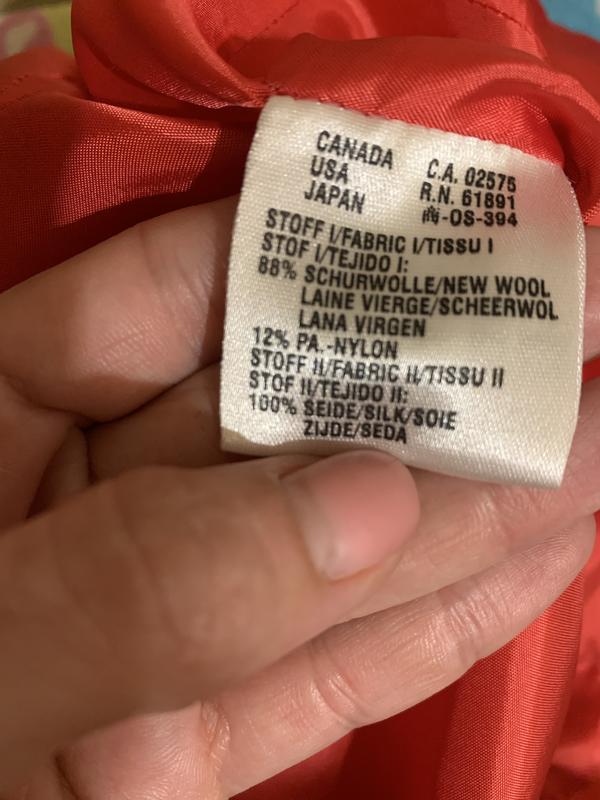 CANADA C.A. 02575
USA R.N. 61891
JAPAN -OS-394
STOFF I/FABRIC I/TISSU I
STOF I/TEJIDO I:
88% SCHURWOLLE/NEW WOOL
LAINE VIERGE/SCHEERWOL
LANA VIRGEN
12% PA.-NYLON
STOFF II/FABRIC II/TISSU II
STOF II/TEJIDO II:
100% SEIDE/SILK/SOIE
ZIJDE/SEDA